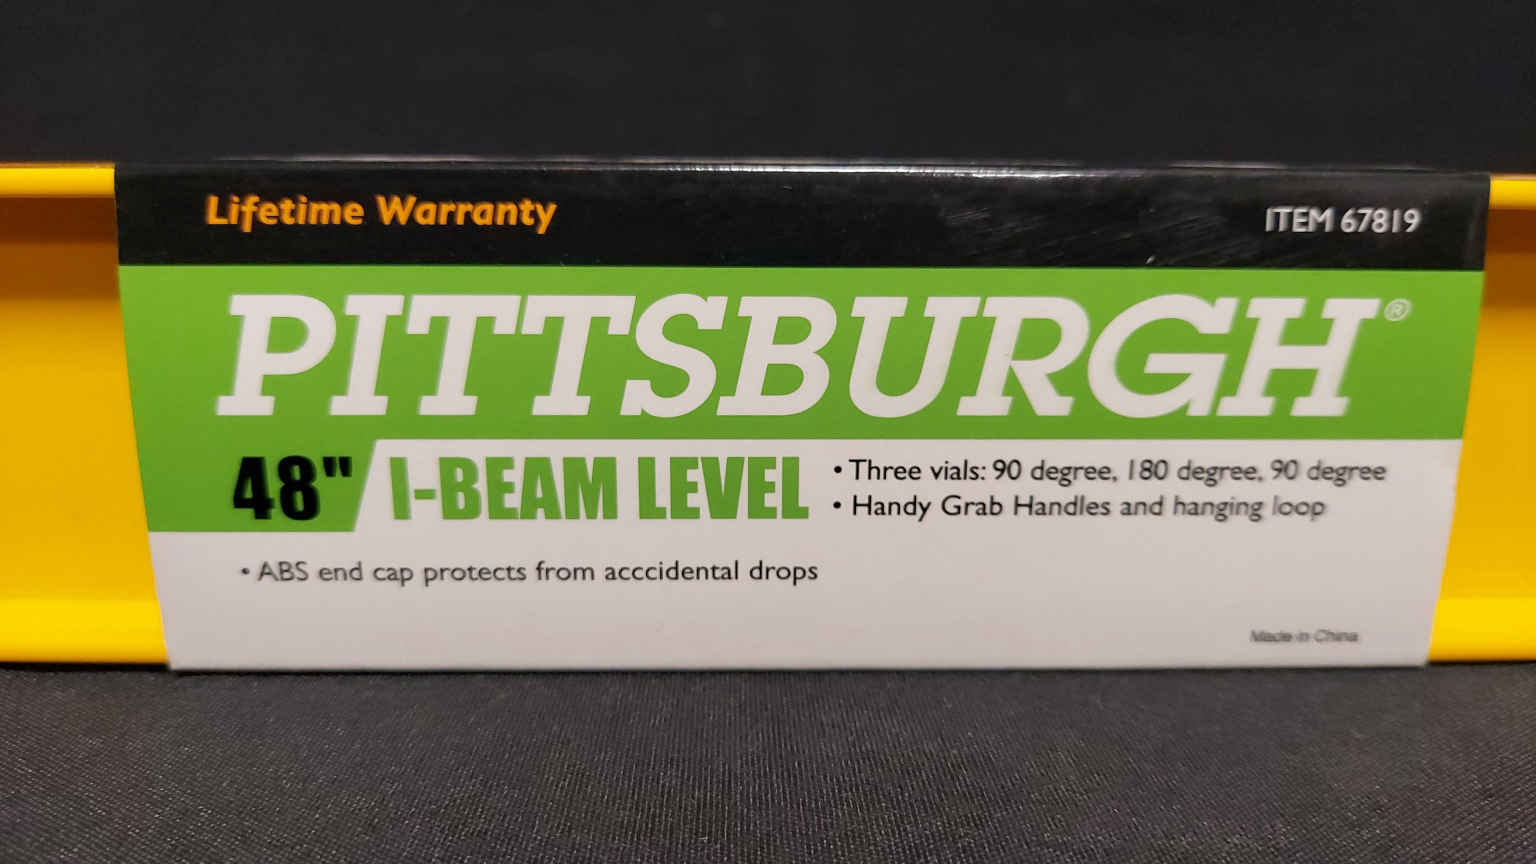 Lifetime Warranty
ITEM 67819
PITTSBURGH®
48" I-BEAM LEVEL
• Three vials: 90 degree, 180 degree, 90 degree
• Handy Grab Handles and hanging loop
• ABS end cap protects from acccidental drops
Made in China